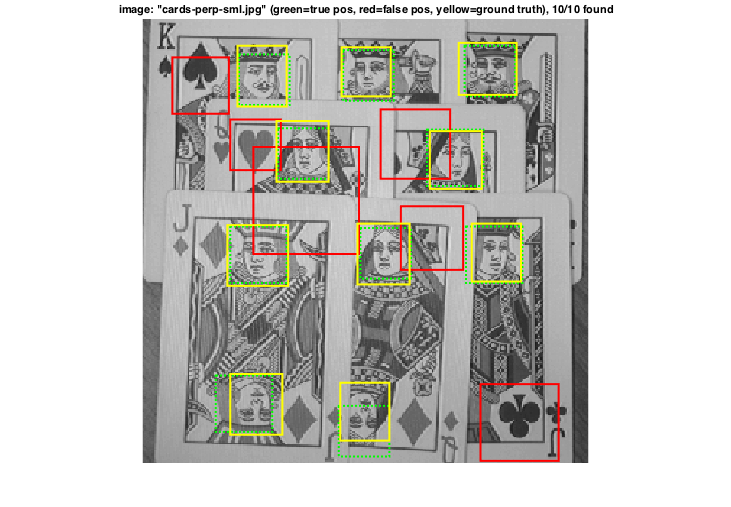 image: "cards-perp-sml.jpg" (green=true pos, red=false pos, yellow=ground truth), 10/10 found
K
J